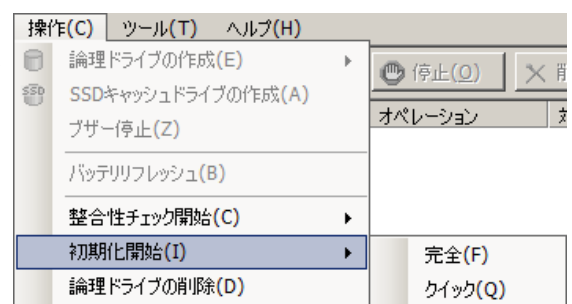 操作(C) ツール(T) ヘルプ(H)
論理ドライブの作成(E)
SSD SSDキャッシュドライブの作成(A)
ブザー停止(Z)
バッテリリフレッシュ(B)
整合性チェック開始(C)
初期化開始(I)
論理ドライブの削除(D)
停止(O)
オペレーション
完全(F)
クイック(Q)